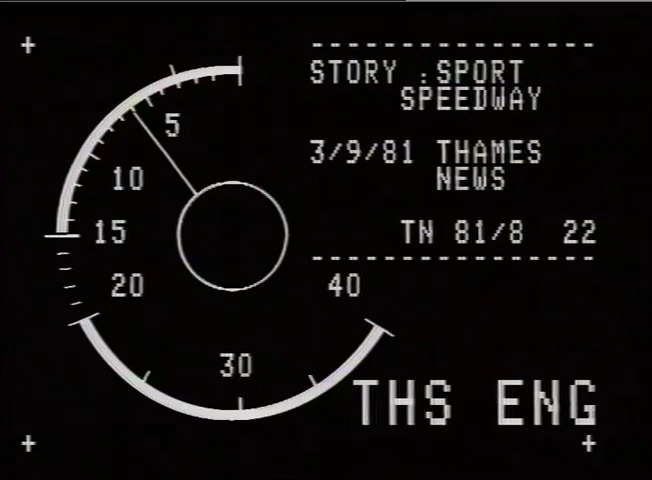 ----------------
STORY :SPORT
SPEEDWAY
3/9/81 THAMES
NEWS
TN 81/8 22
----------------
5
10
15
20
30
40
THS ENG